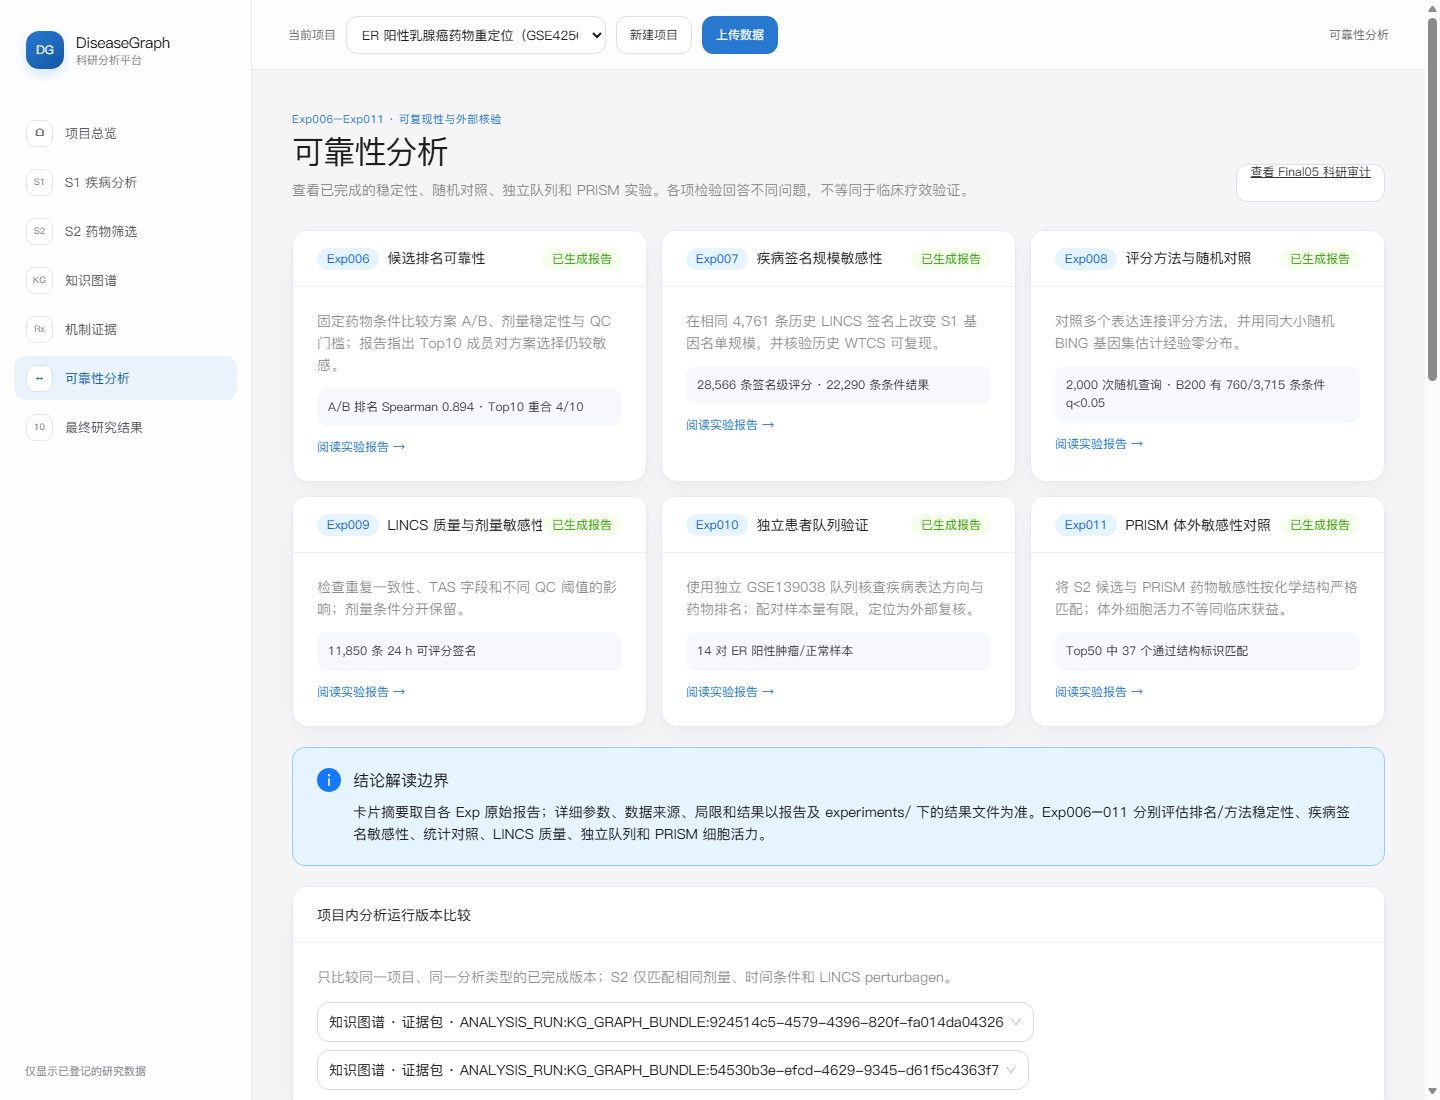 DG
DiseaseGraph
科研分析平台
项目总览
S1
S1 疾病分析
S2
S2 药物筛选
KG
知识图谱
Rx
机制证据
↔
可靠性分析
10
最终研究结果
仅显示已登记的研究数据
当前项目
新建项目
上传数据
可靠性分析
Exp006—Exp011 · 可复现性与外部核验
可靠性分析
查看已完成的稳定性、随机对照、独立队列和 PRISM 实验。各项检验回答不同问题，不等同于临床疗效验证。
查看 Final05 科研审计
Exp006 候选排名可靠性 已生成报告
固定药物条件比较方案 A/B、剂量稳定性与 QC
门槛；报告指出 Top10 成员对方案选择仍较敏
感。
A/B 排名 Spearman 0.894 · Top10 重合 4/10
阅读实验报告 →
Exp007 疾病签名规模敏感性 已生成报告
在相同 4,761 条历史 LINCS 签名上改变 S1 基
因名单规模，并核验历史 WTCS 可复现。
28,566 条签名级评分 · 22,290 条条件结果
阅读实验报告 →
Exp008 评分方法与随机对照 已生成报告
对照多个表达连接评分方法，并用同大小随机
BING 基因集估计经验零分布。
2,000 次随机查询 · B200 有 760/3,715 条条件
q<0.05
阅读实验报告 →
Exp009 LINCS 质量与剂量敏感性 已生成报告
检查重复一致性、TAS 字段和不同 QC 阈值的影
响；剂量条件分开保留。
11,850 条 24 h 可评分签名
阅读实验报告 →
Exp010 独立患者队列验证 已生成报告
使用独立 GSE139038 队列核查疾病表达方向与
药物排名；配对样本量有限，定位为外部复核。
14 对 ER 阳性肿瘤/正常样本
阅读实验报告 →
Exp011 PRISM 体外敏感性对照 已生成报告
将 S2 候选与 PRISM 药物敏感性按化学结构严格
匹配；体外细胞活力不等同临床获益。
Top50 中 37 个通过结构标识匹配
阅读实验报告 →
结论解读边界
卡片摘要取自各 Exp 原始报告；详细参数、数据来源、局限和结果以报告及 experiments/ 下的结果文件为准。Exp006—011 分别评估排名/方法稳定性、疾病签
名敏感性、统计对照、LINCS 质量、独立队列和 PRISM 细胞活力。
项目内分析运行版本比较
只比较同一项目、同一分析类型的已完成版本；S2 仅匹配相同剂量、时间条件和 LINCS perturbagen。
知识图谱 · 证据包 · ANALYSIS_RUN:KG_GRAPH_BUNDLE:924514c5-4579-4396-820f-fa014da04326
知识图谱 · 证据包 · ANALYSIS_RUN:KG_GRAPH_BUNDLE:54530b3e-efcd-4629-9345-d61f5c4363f7